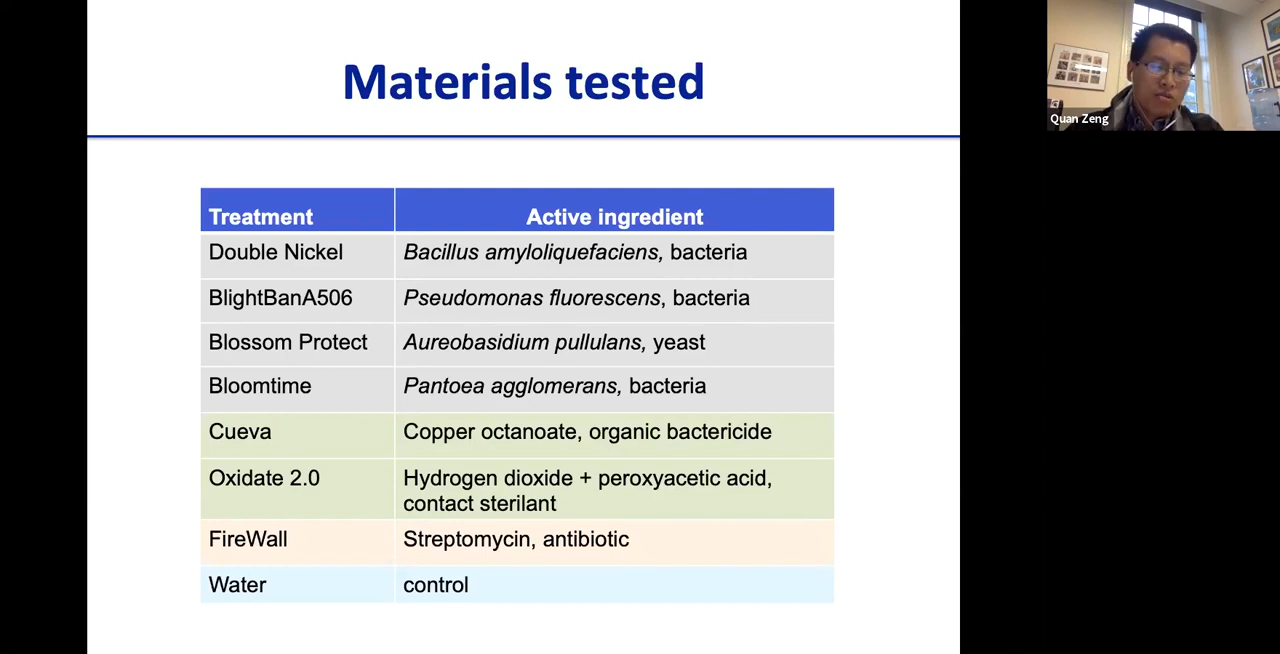 Materials tested
Quan Zeng
Treatment Active ingredient
Double Nickel Bacillus amyloliquefaciens, bacteria
BlightBanA506 Pseudomonas fluorescens, bacteria
Blossom Protect Aureobasidium pullulans, yeast
Bloomtime Pantoea agglomerans, bacteria
Cueva Copper octanoate, organic bactericide
Oxidate 2.0 Hydrogen dioxide + peroxyacetic acid,
contact sterilant
FireWall Streptomycin, antibiotic
Water control